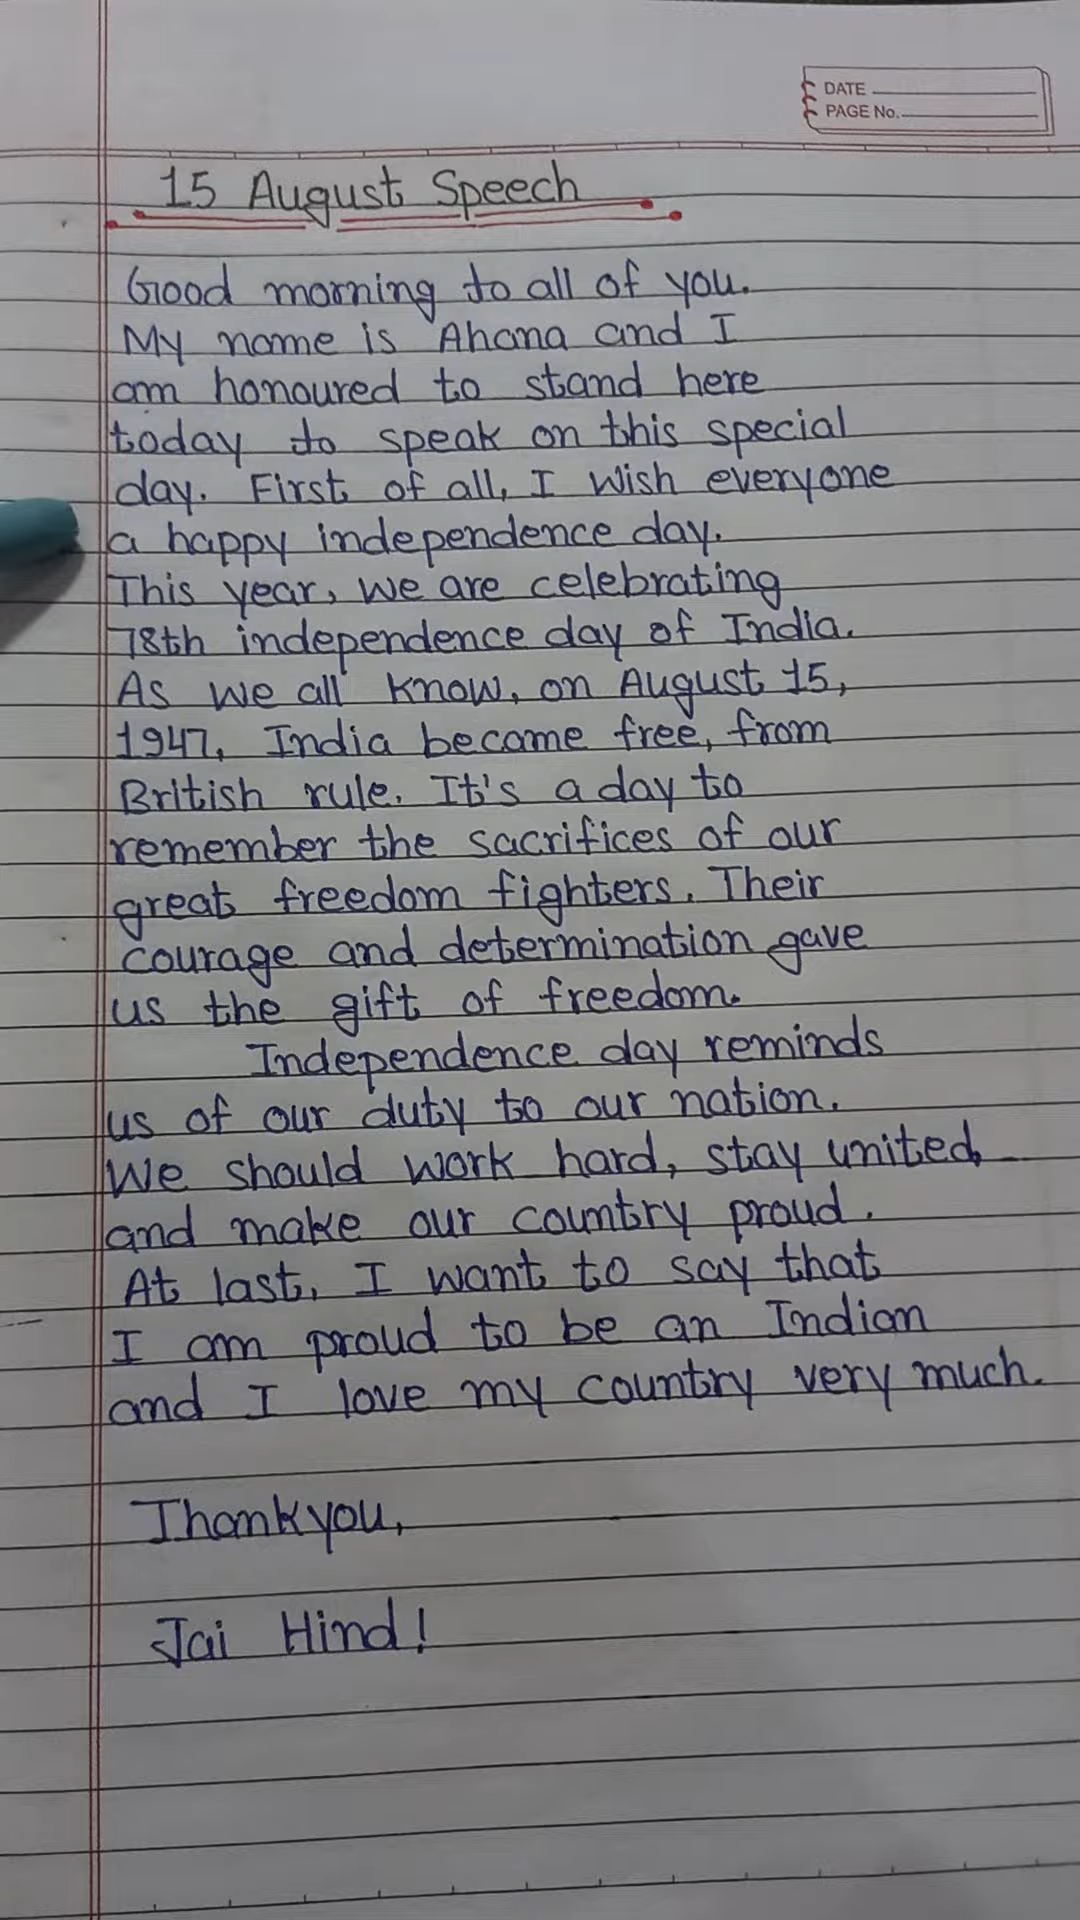 DATE
PAGE No.
15 August Speech
Good morning to all of you.
My name is Ahana and I
am honoured to stand here
today to speak on this special
day. First of all, I wish everyone
a happy independence day.
This year, we are celebrating
78th independence day of India.
As we all know, on August 15,
1947, India became free, from
British rule. It's a day to
remember the sacrifices of our
great freedom fighters. Their
courage and determination gave
us the gift of freedom.
Independence day reminds
us of our duty to our nation.
We should work hard, stay united,
and make our country proud.
At last, I want to say that
I am proud to be an Indian
and I love my country very much.
Thankyou,
Jai Hind!